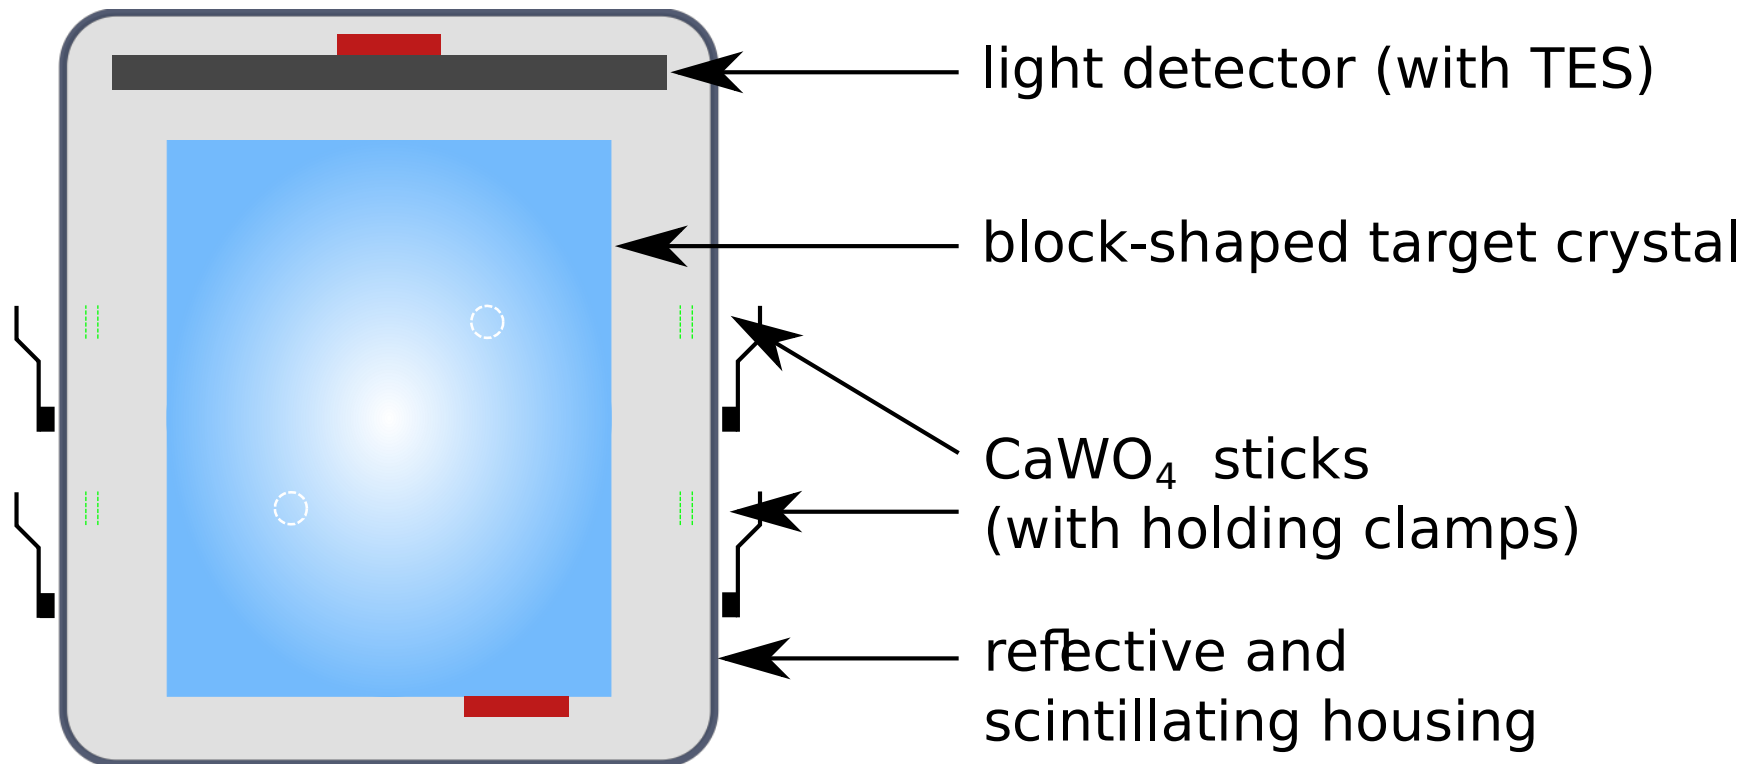 light detector (with TES)
block-shaped target crystal
CaWO₄ sticks
(with holding clamps)
reflective and
scintillating housing